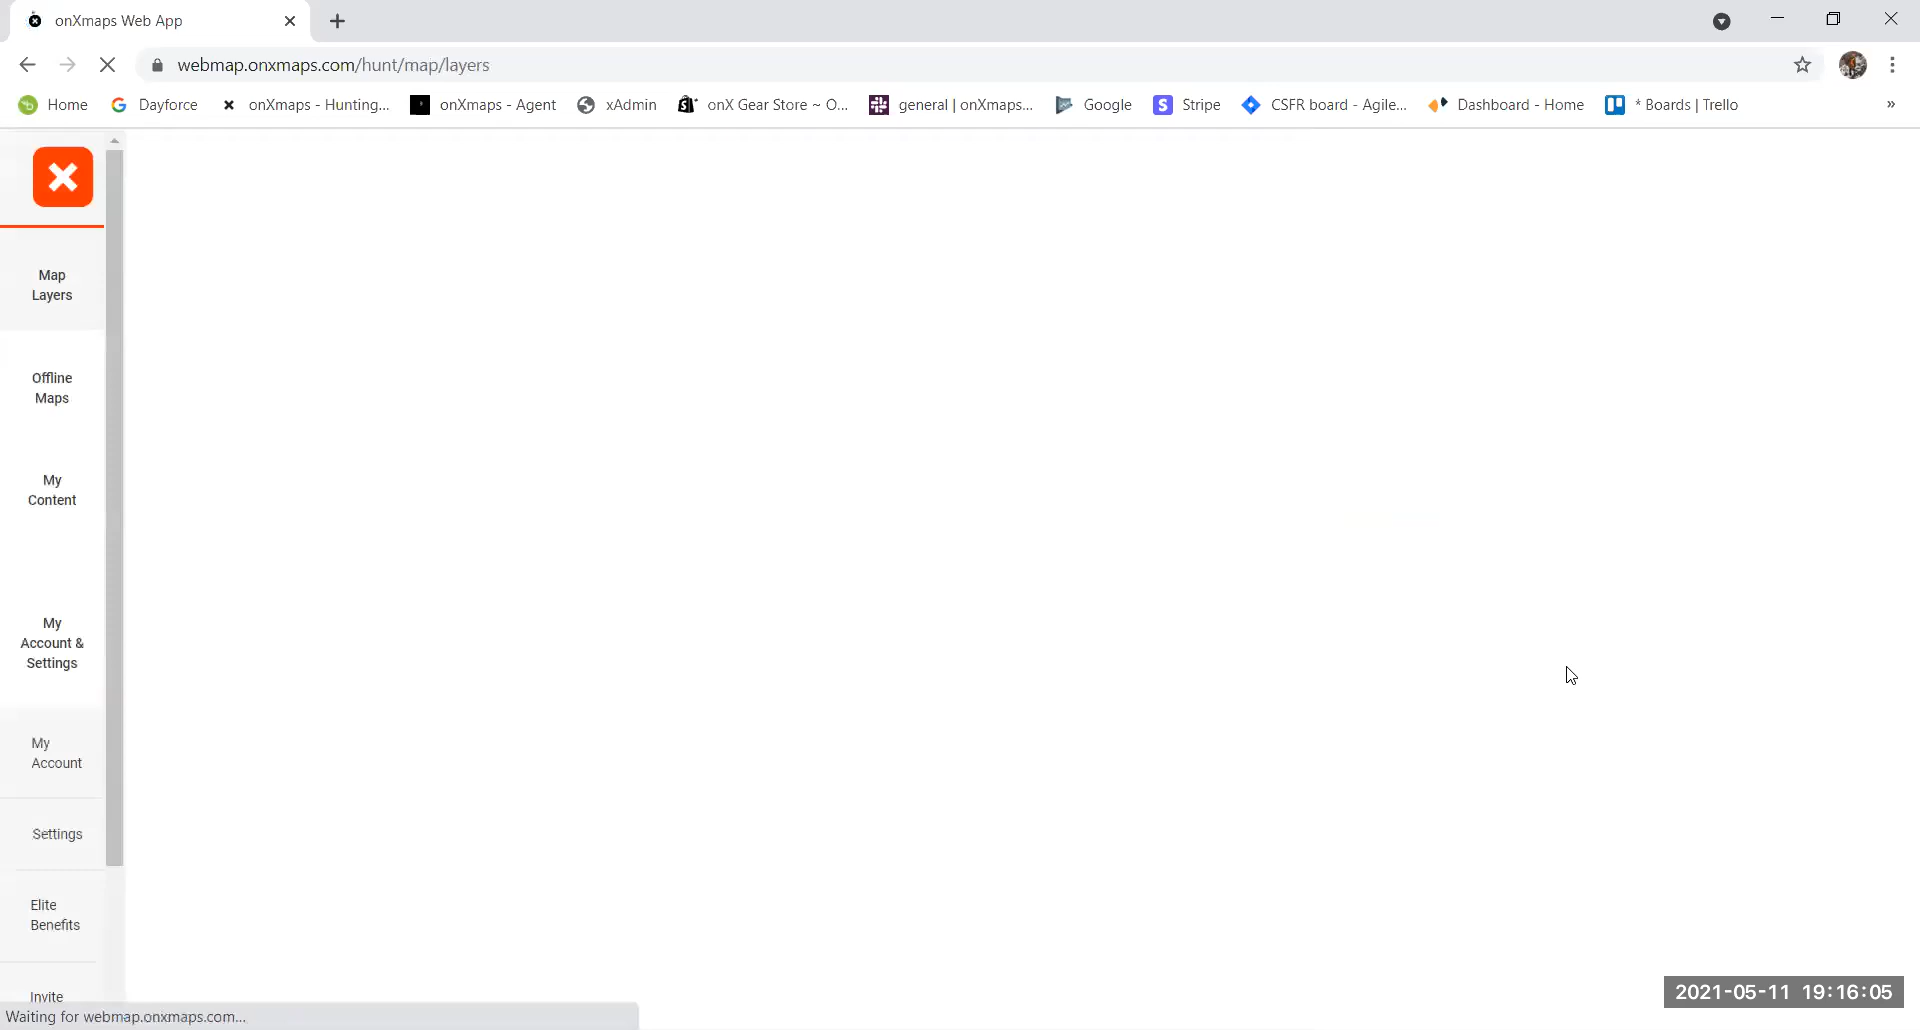 onXmaps Web App
webmap.onxmaps.com/hunt/map/layers
Home Dayforce onXmaps - Hunting... onXmaps - Agent xAdmin onX Gear Store ~ O... general | onXmaps... Google Stripe CSFR board - Agile... Dashboard - Home * Boards | Trello »
Map
Layers
Offline
Maps
My
Content
My
Account &
Settings
My
Account
Settings
Elite
Benefits
Invite
Waiting for webmap.onxmaps.com...
2021-05-11 19:16:05